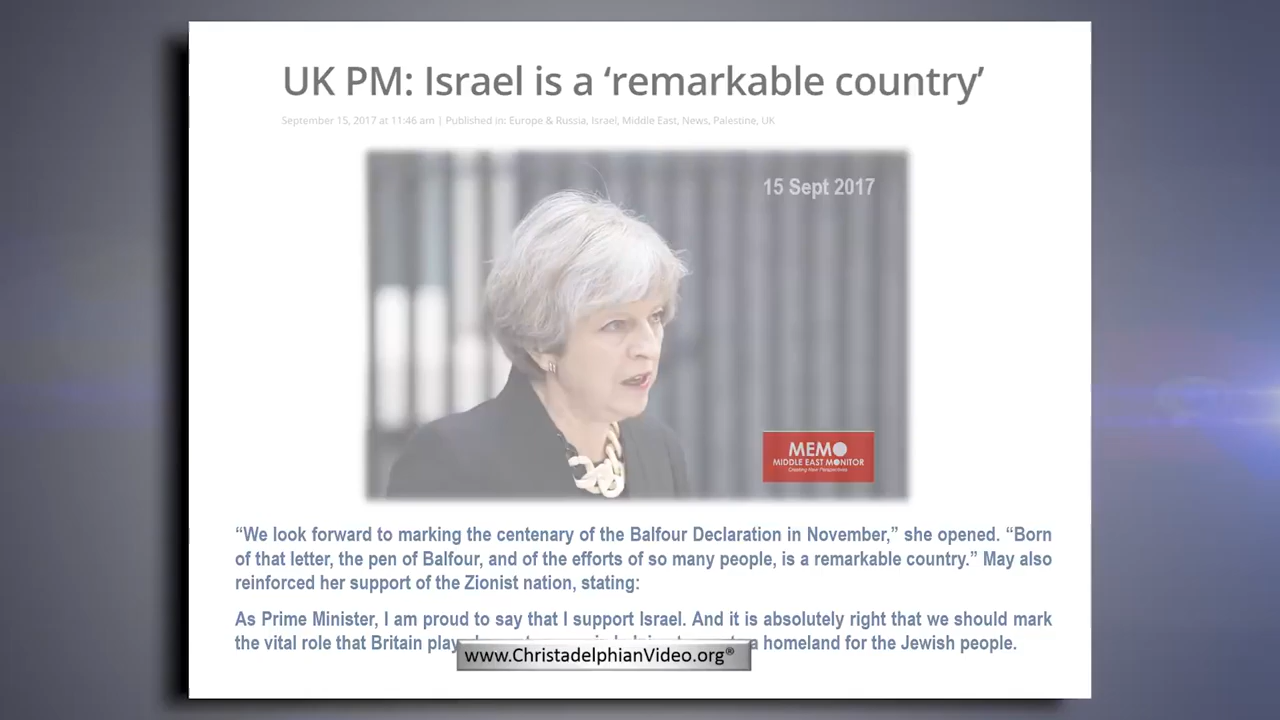 UK PM: Israel is a ‘remarkable country’
September 15, 2017 at 11:46 am | Published in: Europe & Russia, Israel, Middle East, News, Palestine, UK
15 Sept 2017
MEMO
MIDDLE EAST MONITOR
Creating New Perspectives
“We look forward to marking the centenary of the Balfour Declaration in November,” she opened. “Born
of that letter, the pen of Balfour, and of the efforts of so many people, is a remarkable country.” May also
reinforced her support of the Zionist nation, stating:
As Prime Minister, I am proud to say that I support Israel. And it is absolutely right that we should mark
the vital role that Britain play a homeland for the Jewish people.
www.ChristadelphianVideo.org®